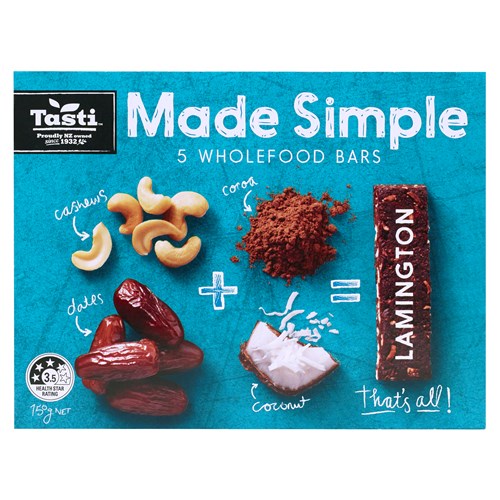 Tasti
Proudly NZ owned
since 1932
Made Simple
5 WHOLEFOOD BARS
cashews
cocoa
dates
coconut
+
=
LAMINGTON
that's all!
3.5
HEALTH STAR
RATING
150g NET